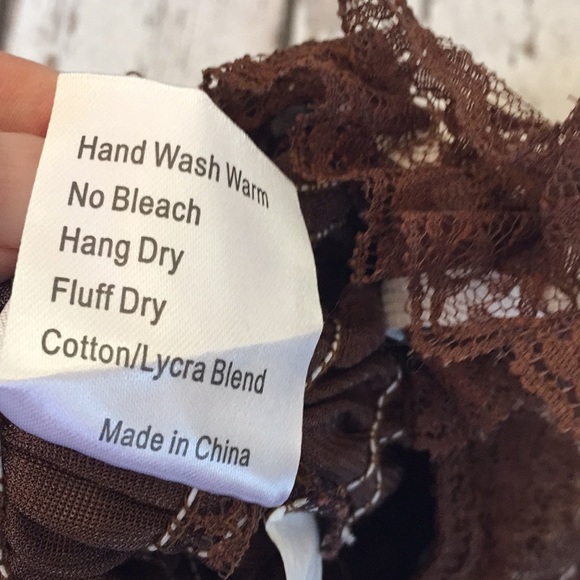 Hand Wash Warm
No Bleach
Hang Dry
Fluff Dry
Cotton/Lycra Blend
Made in China